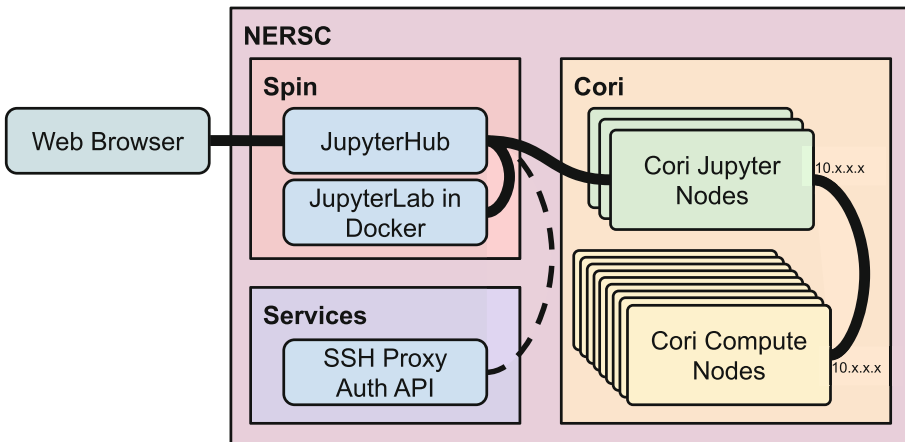 NERSC
Spin
Cori
Web Browser
JupyterHub
JupyterLab in
Docker
Cori Jupyter
Nodes
10.x.x.x
Services
SSH Proxy
Auth API
Cori Compute
Nodes
10.x.x.x